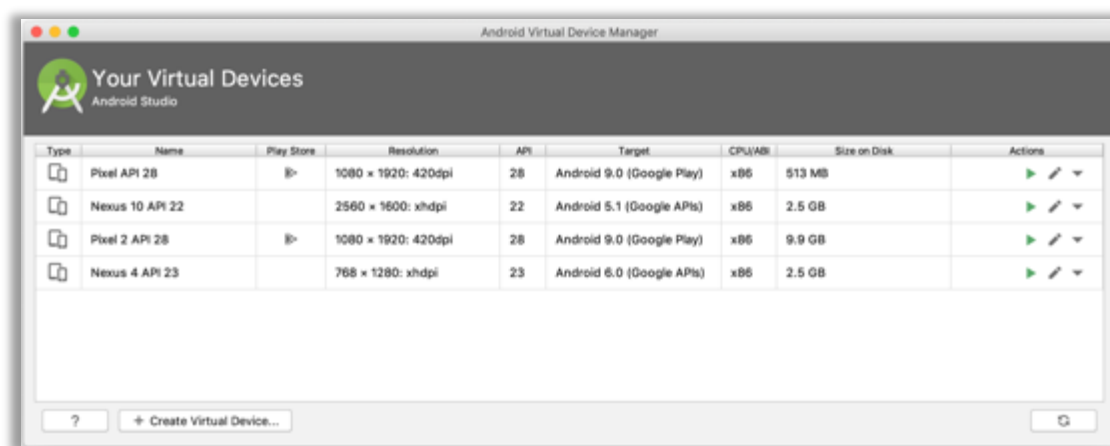 Android Virtual Device Manager
Your Virtual Devices
Android Studio
Type Name Play Store Resolution API Target CPU/ABI Size on Disk Actions
Pixel API 28 1080 × 1920: 420dpi 28 Android 9.0 (Google Play) x86 513 MB
Nexus 10 API 22 2560 × 1600: xhdpi 22 Android 5.1 (Google APIs) x86 2.5 GB
Pixel 2 API 28 1080 × 1920: 420dpi 28 Android 9.0 (Google Play) x86 9.9 GB
Nexus 4 API 23 768 × 1280: xhdpi 23 Android 6.0 (Google APIs) x86 2.5 GB
? + Create Virtual Device...